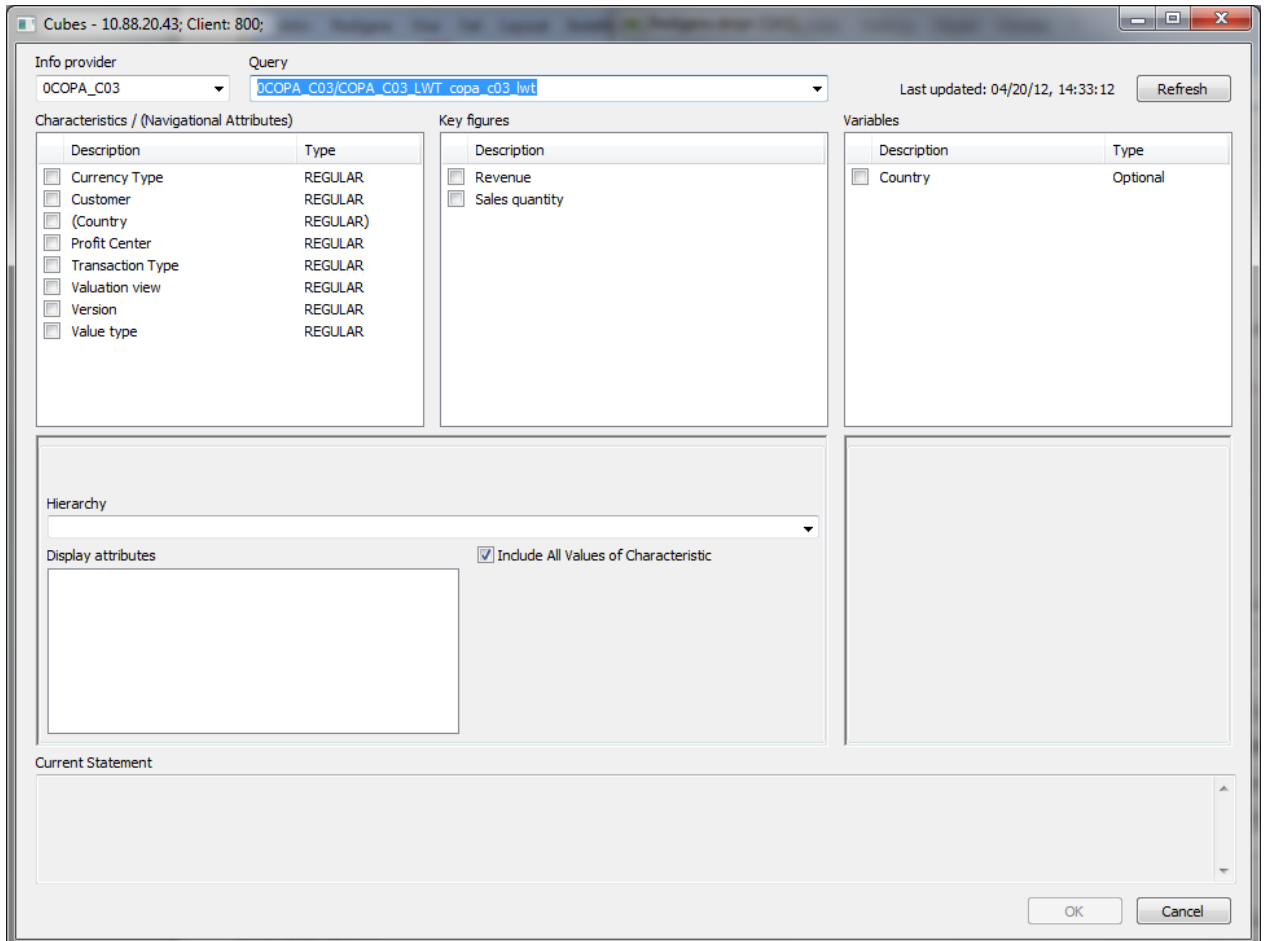 Cubes - 10.88.20.43; Client: 800;
Info provider Query
0COPA_C03 0COPA_C03/COPA_C03_LWT copa_c03_lwt Last updated: 04/20/12, 14:33:12 Refresh
Characteristics / (Navigational Attributes) Key figures Variables
Description Type Description Description Type
Currency Type REGULAR Revenue Country Optional
Customer REGULAR Sales quantity
(Country REGULAR)
Profit Center REGULAR
Transaction Type REGULAR
Valuation view REGULAR
Version REGULAR
Value type REGULAR
Hierarchy
Display attributes Include All Values of Characteristic
Current Statement
OK Cancel